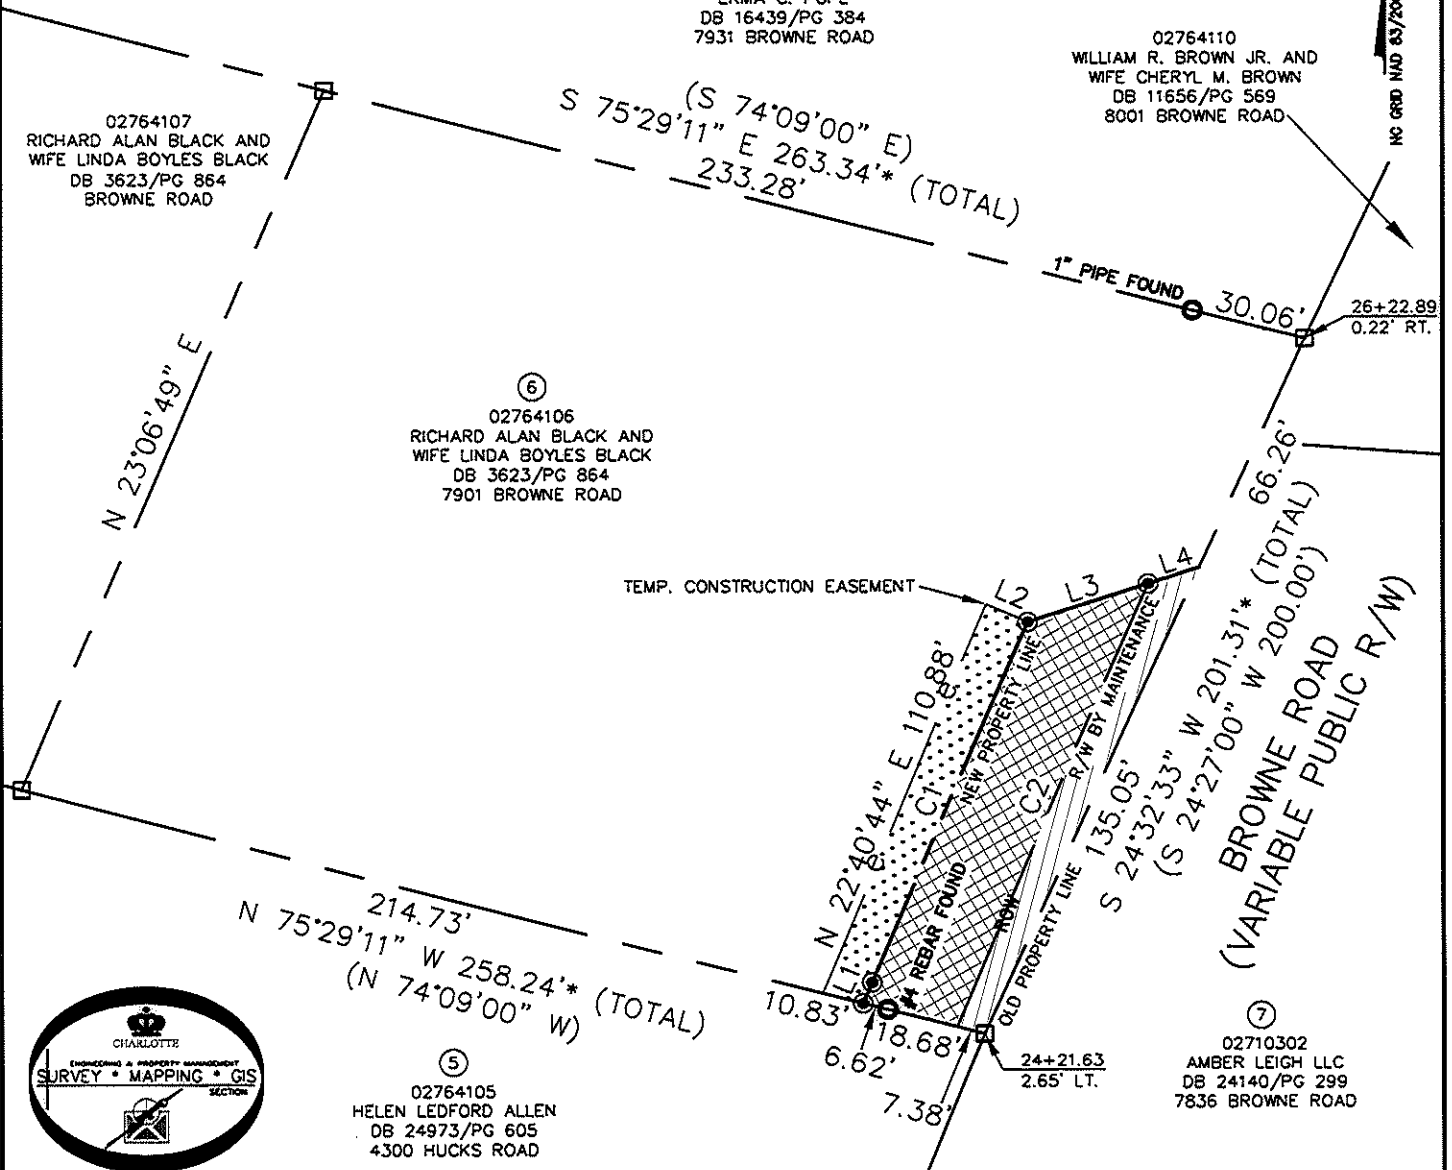 DB 16439/PG 384
7931 BROWNE ROAD
02764110
WILLIAM R. BROWN JR. AND
WIFE CHERYL M. BROWN
DB 11656/PG 569
8001 BROWNE ROAD
NC GRID NAD 83/200
02764107
RICHARD ALAN BLACK AND
WIFE LINDA BOYLES BLACK
DB 3623/PG 864
BROWNE ROAD
(S 74°09'00" E)
S 75°29'11" E 263.34'* (TOTAL)
233.28'
1" PIPE FOUND
30.06'
26+22.89
0.22' RT.
N 23°06'49" E
6
02764106
RICHARD ALAN BLACK AND
WIFE LINDA BOYLES BLACK
DB 3623/PG 864
7901 BROWNE ROAD
66.26'
TEMP. CONSTRUCTION EASEMENT
L2
L3
L4
N 22°40'44" E 110.88'
e
e
C1
NEW PROPERTY LINE
C2
R/W BY MAINTENANCE
NOW
#4 REBAR FOUND
OLD PROPERTY LINE
135.05'
S 24°32'33" W 201.31'* (TOTAL)
(S 24°27'00" W 200.00')
BROWNE ROAD
(VARIABLE PUBLIC R/W)
214.73'
N 75°29'11" W 258.24'* (TOTAL)
(N 74°09'00" W)
L1
10.83'
6.62'
18.68'
7.38'
24+21.63
2.65' LT.
5
02764105
HELEN LEDFORD ALLEN
DB 24973/PG 605
4300 HUCKS ROAD
7
02710302
AMBER LEIGH LLC
DB 24140/PG 299
7836 BROWNE ROAD
CHARLOTTE
ENGINEERING & PROPERTY MANAGEMENT
SURVEY * MAPPING * GIS
SECTION